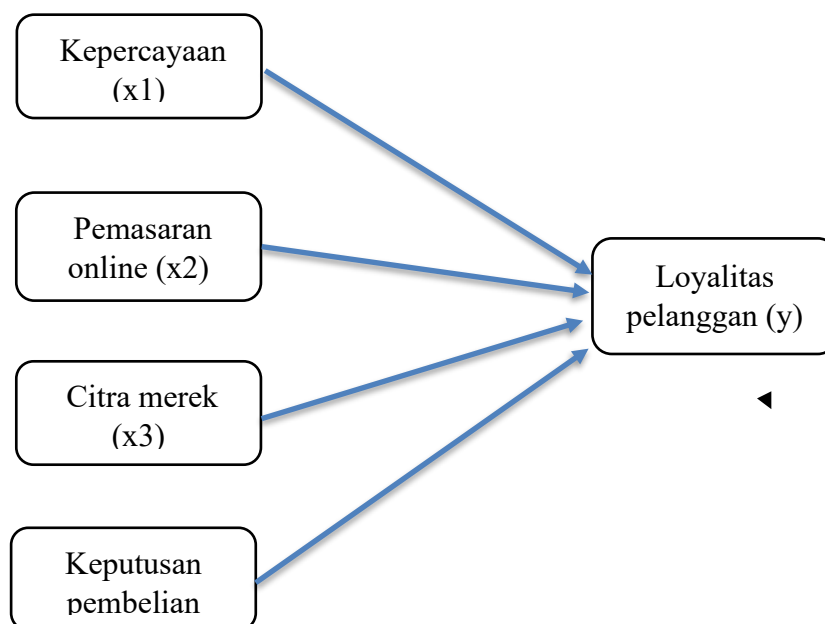 Kepercayaan
(x1)
Pemasaran
online (x2)
Citra merek
(x3)
Keputusan
pembelian
Loyalitas
pelanggan (y)